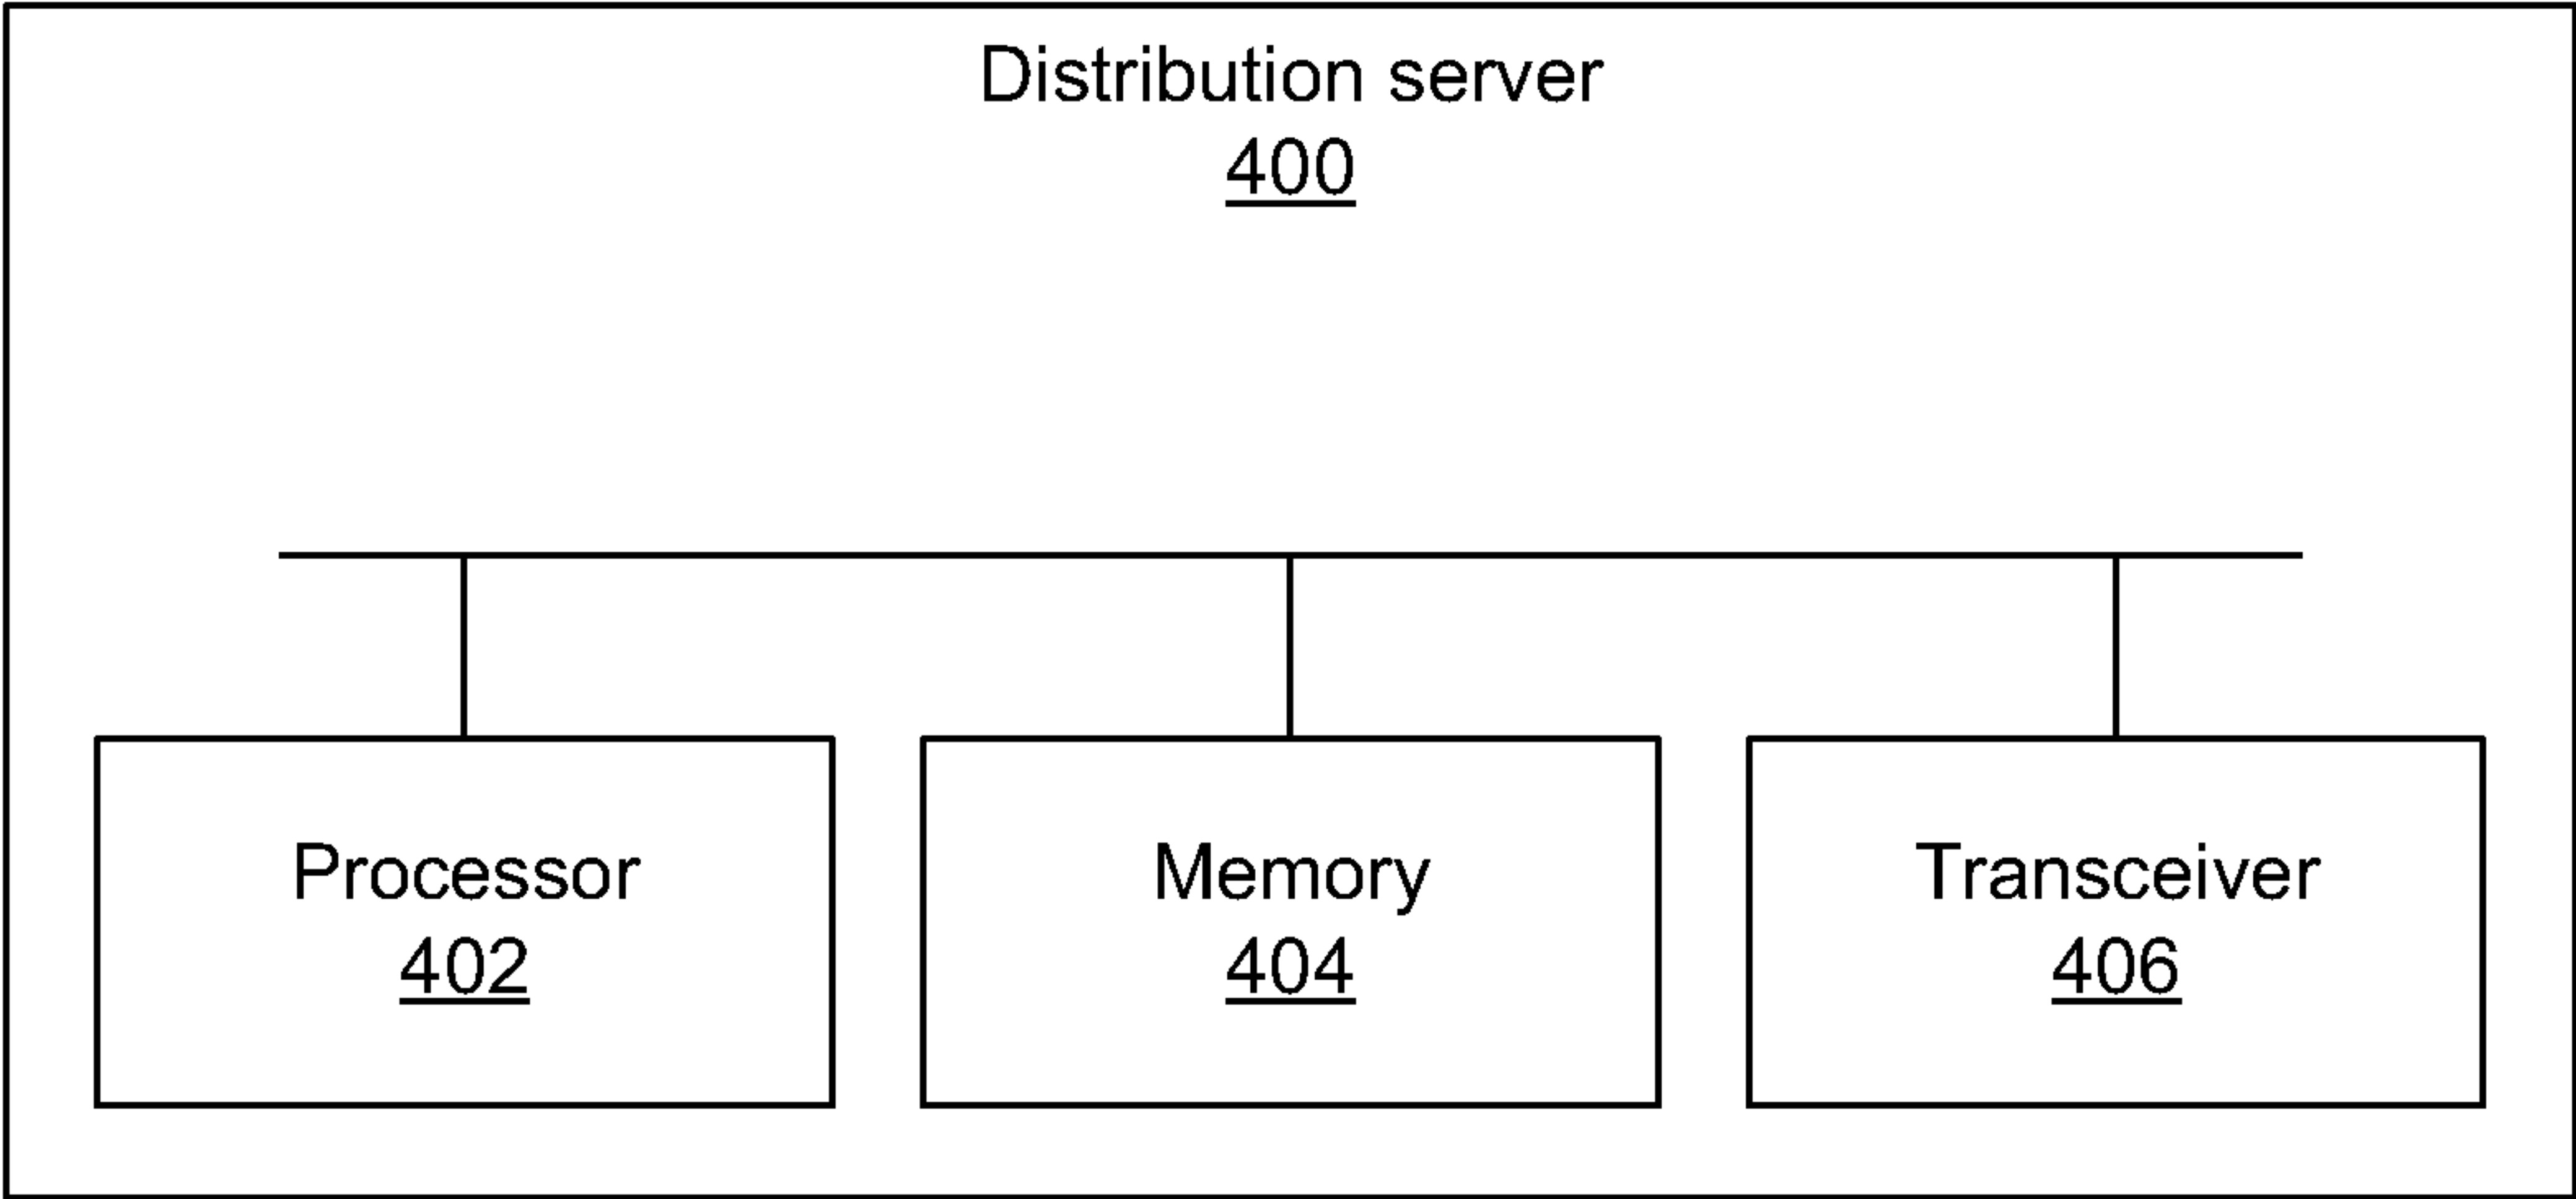 Distribution server
400
Processor
402
Memory
404
Transceiver
406